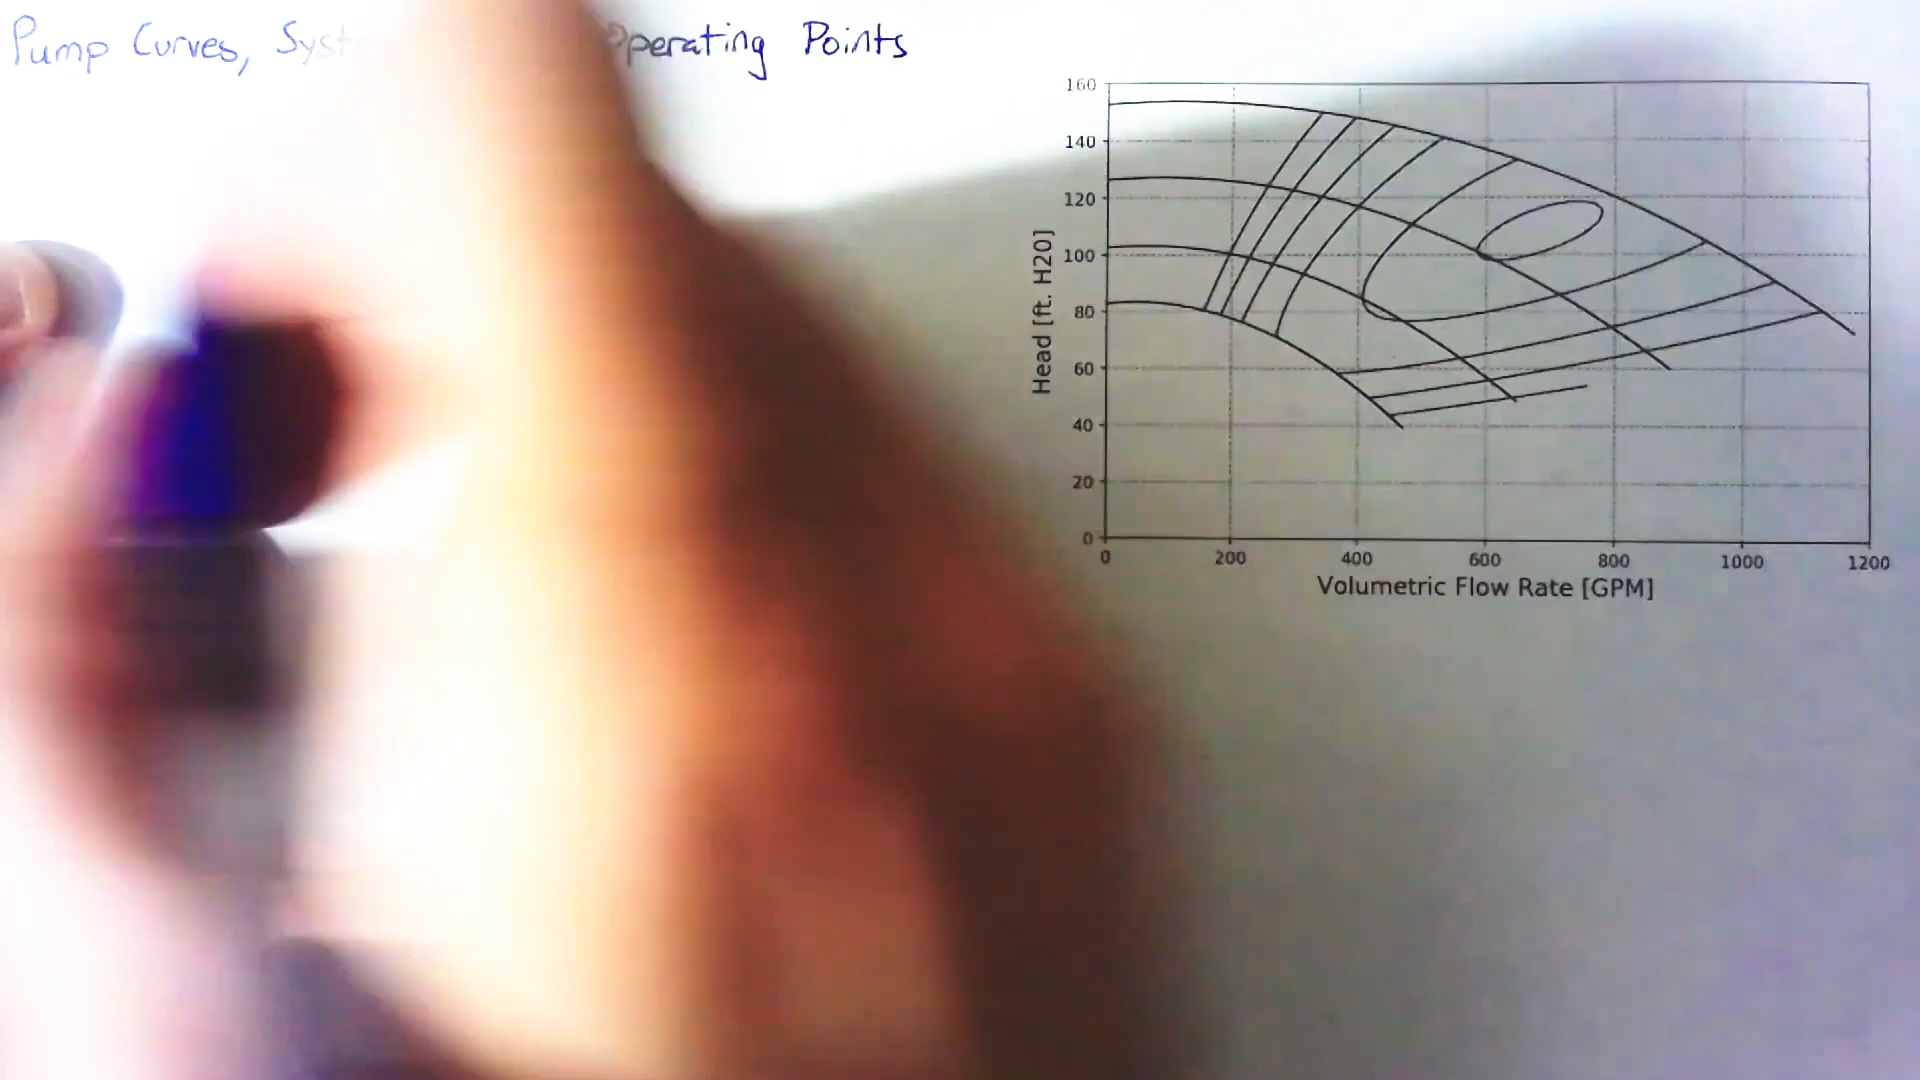 Pump Curves, Syst Operating Points
160
140
120
100
80
60
40
20
0
Head [ft. H20]
0 200 400 600 800 1000 1200
Volumetric Flow Rate [GPM]